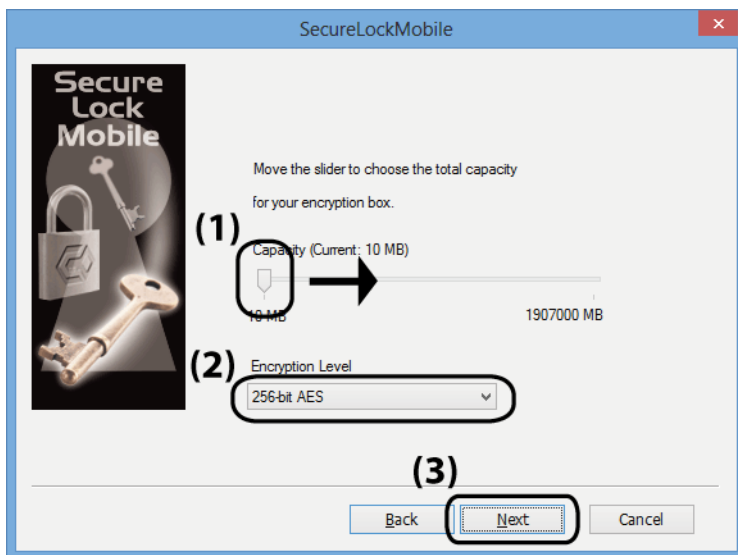 SecureLockMobile
Secure
Lock
Mobile
Move the slider to choose the total capacity
for your encryption box.
(1)
Capacity (Current: 10 MB)
10 MB 1907000 MB
(2)
Encryption Level
256-bit AES
(3)
Back Next Cancel